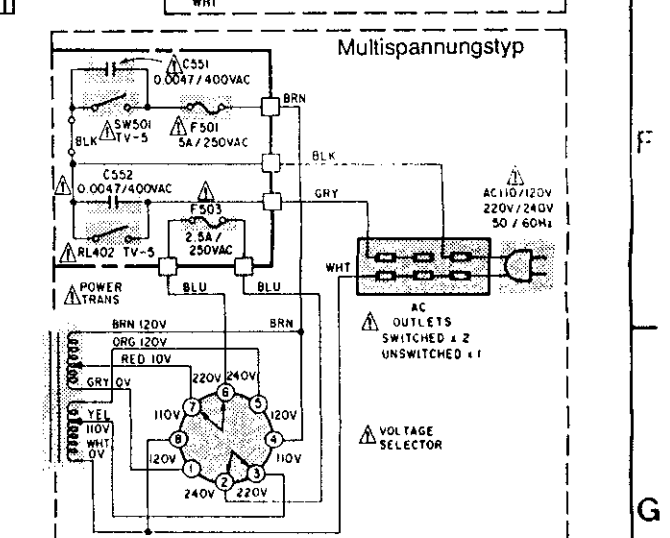 WHT
Multispannungstyp
C551
0.0047/400VAC
BRN
SW501
TV-5
F501
5A/250VAC
BLK
BLK
C552
0.0047/400VAC
GRY
F503
2.5A/
250VAC
RL402 TV-5
AC110/120V
220V/240V
50/60Hz
F
WHT
POWER
TRANS
BLU
BLU
AC
OUTLETS
SWITCHED x 2
UNSWITCHED x 1
BRN 120V
BRN
ORG 120V
RED 10V
GRY 0V
220V
240V
6
7
5
110V
120V
YEL
110V
WHT
0V
8
4
VOLTAGE
SELECTOR
120V
110V
1
2
3
240V
220V
G